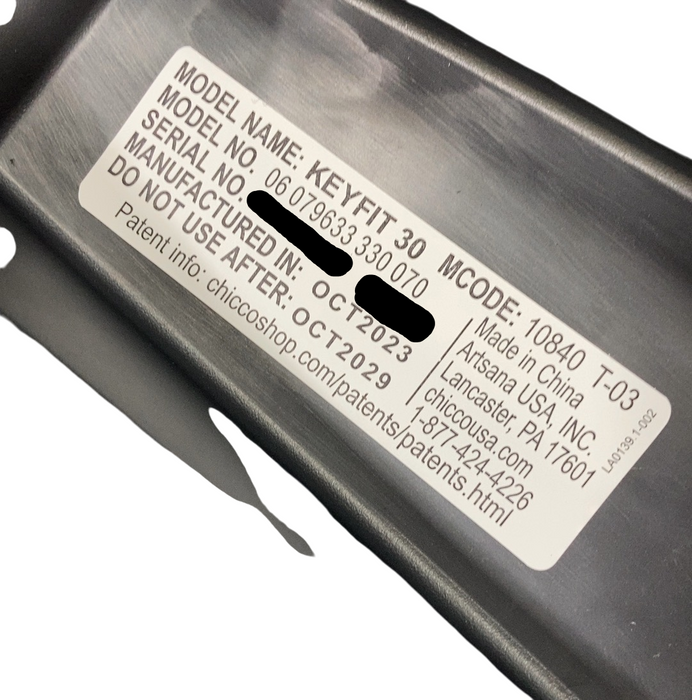 MODEL NAME: KEYFIT 30 MCODE: 10840 T-03
MODEL NO. 06 079633 330 070
SERIAL NO.
MANUFACTURED IN: OCT2023
DO NOT USE AFTER: OCT2029
Patent info: chiccoshop.com/patents/patents.html
Made in China
Artsana USA, INC.
Lancaster, PA 17601
chiccousa.com
1-877-424-4226
LA0139.1-002